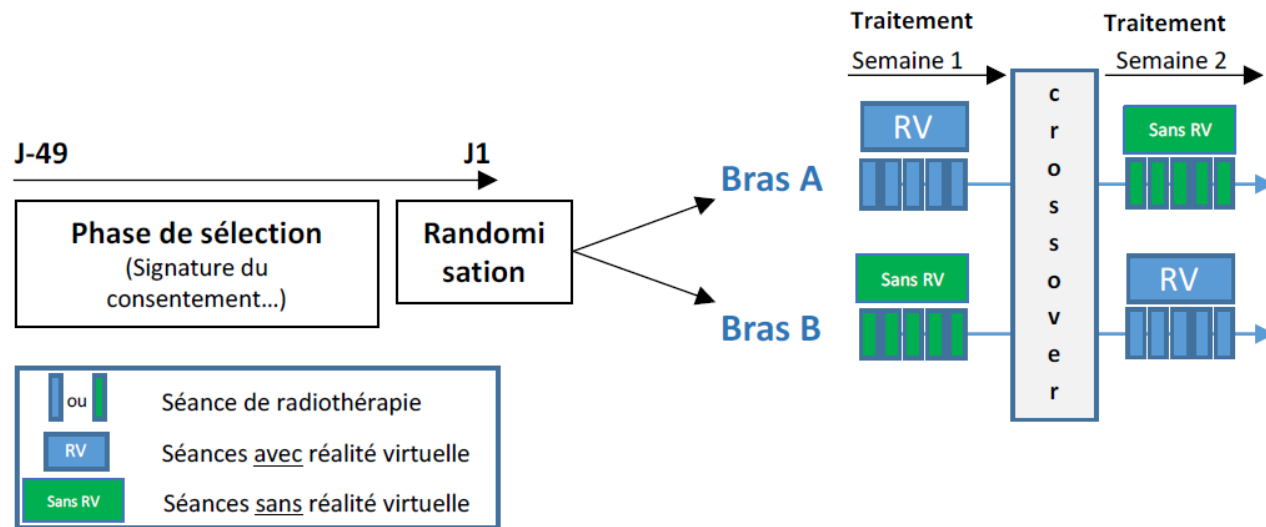 J-49
J1
Phase de sélection
(Signature du
consentement…)
Randomi
sation
Bras A
Bras B
Traitement
Semaine 1
RV
Sans RV
c
r
o
s
s
o
v
e
r
Traitement
Semaine 2
Sans RV
RV
ou
Séance de radiothérapie
RV
Séances avec réalité virtuelle
Sans RV
Séances sans réalité virtuelle